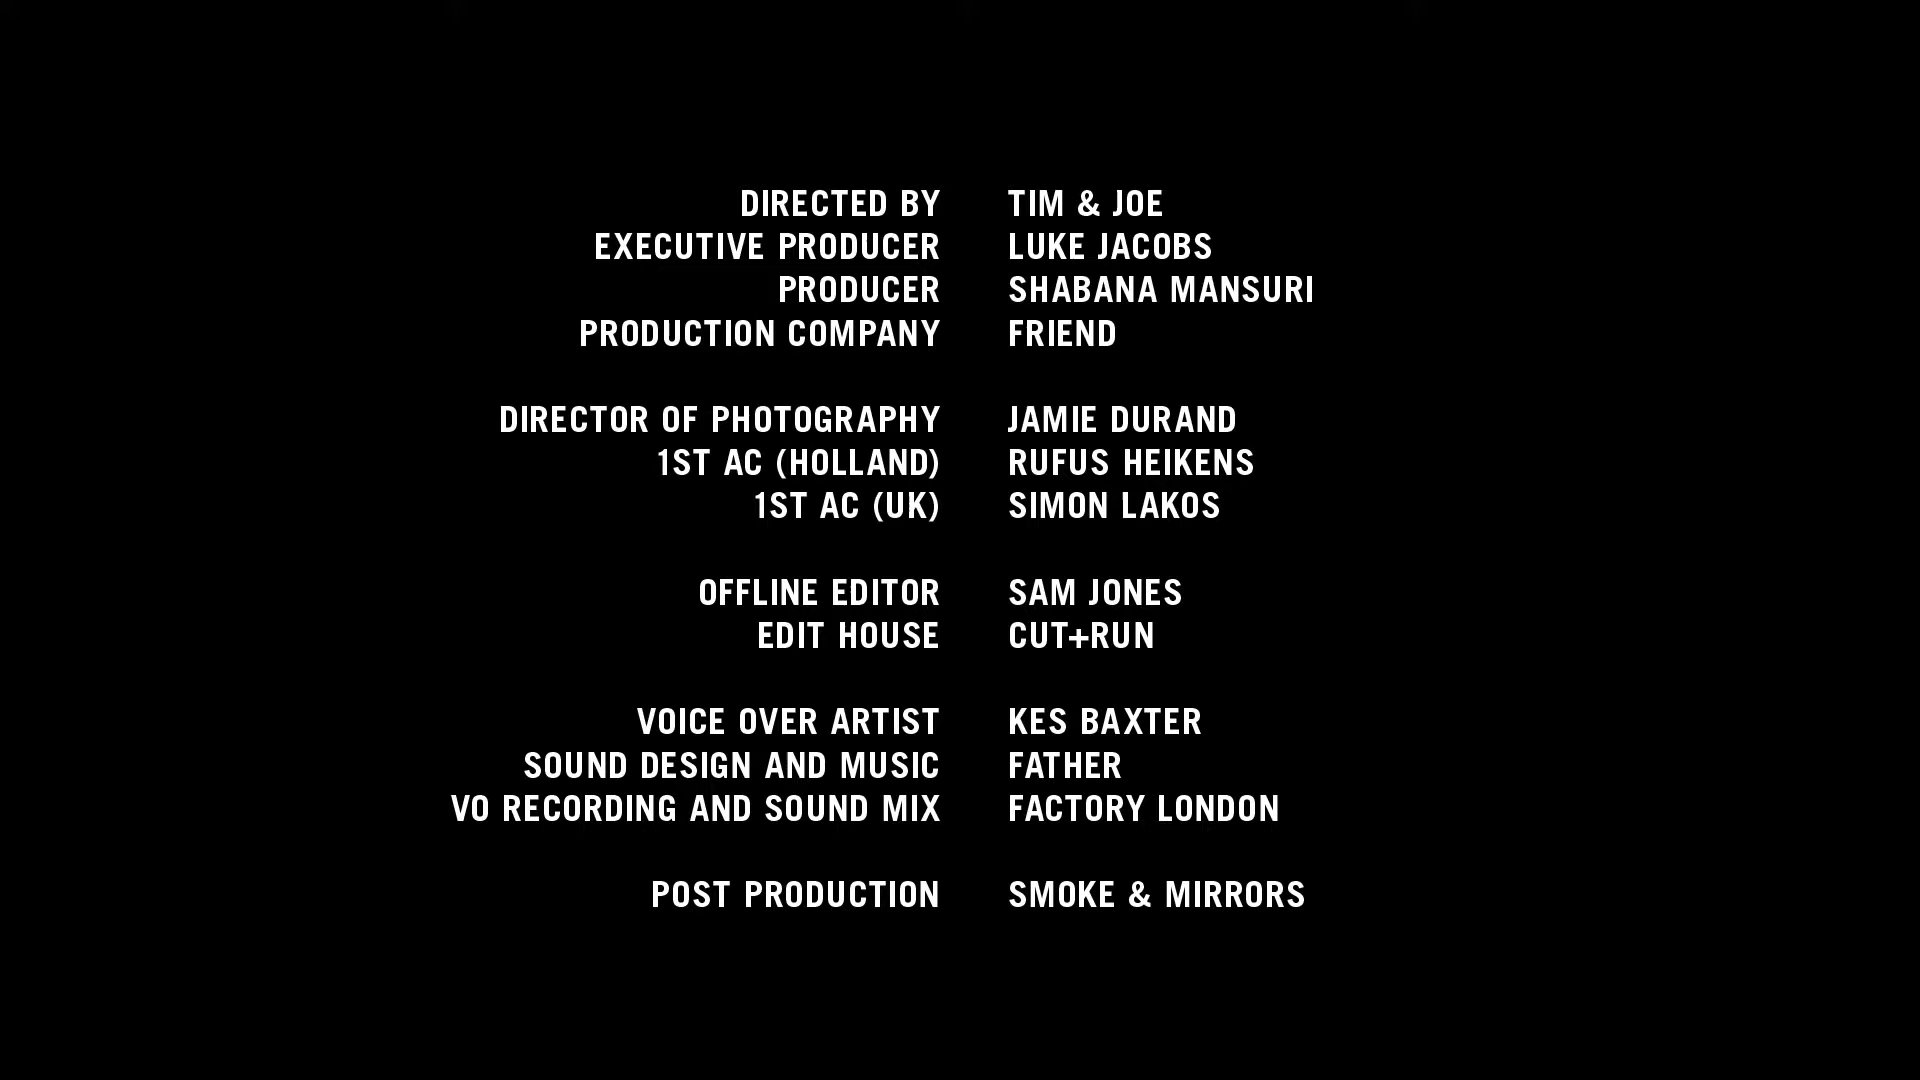 DIRECTED BY TIM & JOE
EXECUTIVE PRODUCER LUKE JACOBS
PRODUCER SHABANA MANSURI
PRODUCTION COMPANY FRIEND
DIRECTOR OF PHOTOGRAPHY JAMIE DURAND
1ST AC (HOLLAND) RUFUS HEIKENS
1ST AC (UK) SIMON LAKOS
OFFLINE EDITOR SAM JONES
EDIT HOUSE CUT+RUN
VOICE OVER ARTIST KES BAXTER
SOUND DESIGN AND MUSIC FATHER
VO RECORDING AND SOUND MIX FACTORY LONDON
POST PRODUCTION SMOKE & MIRRORS